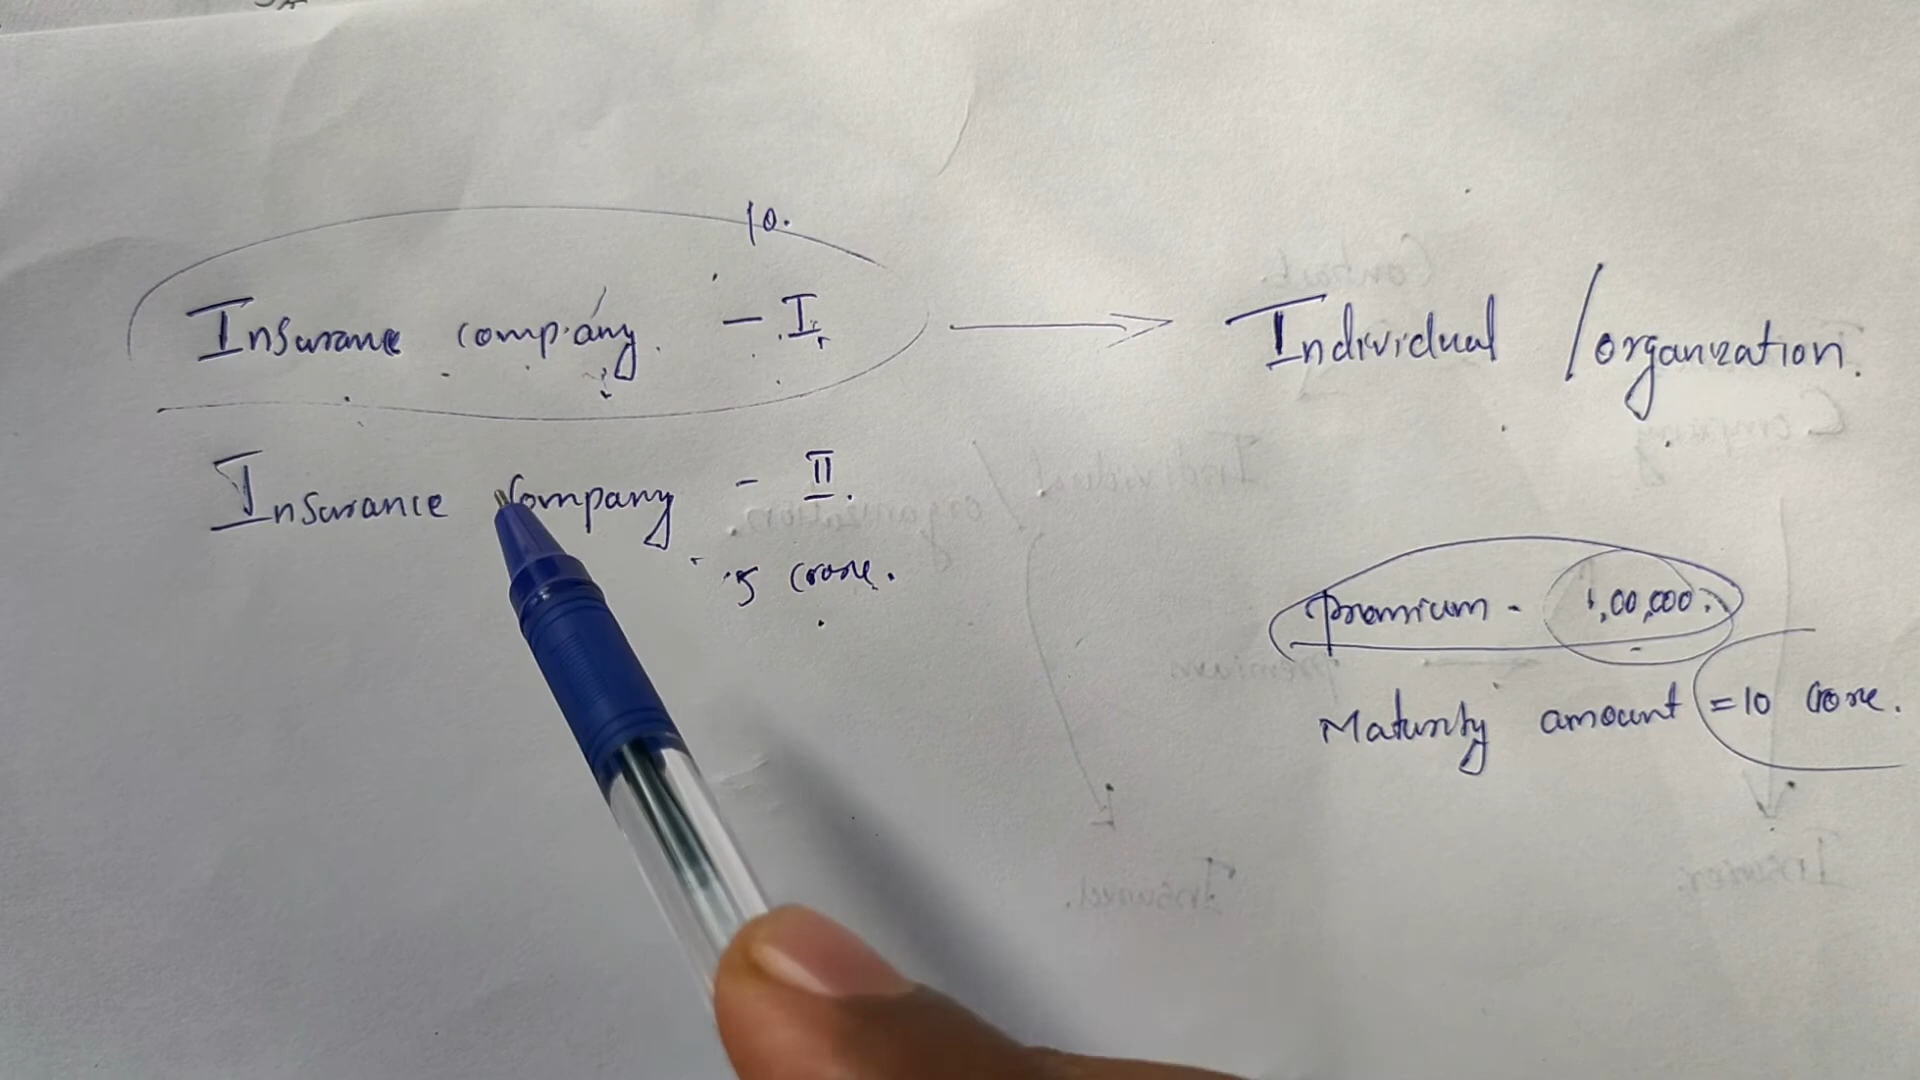 10.
Insurance company - I
Individual / organization.
Insurance company - II.
5 crore.
Premium - 1,00,000.
Maturity amount = 10 crore.